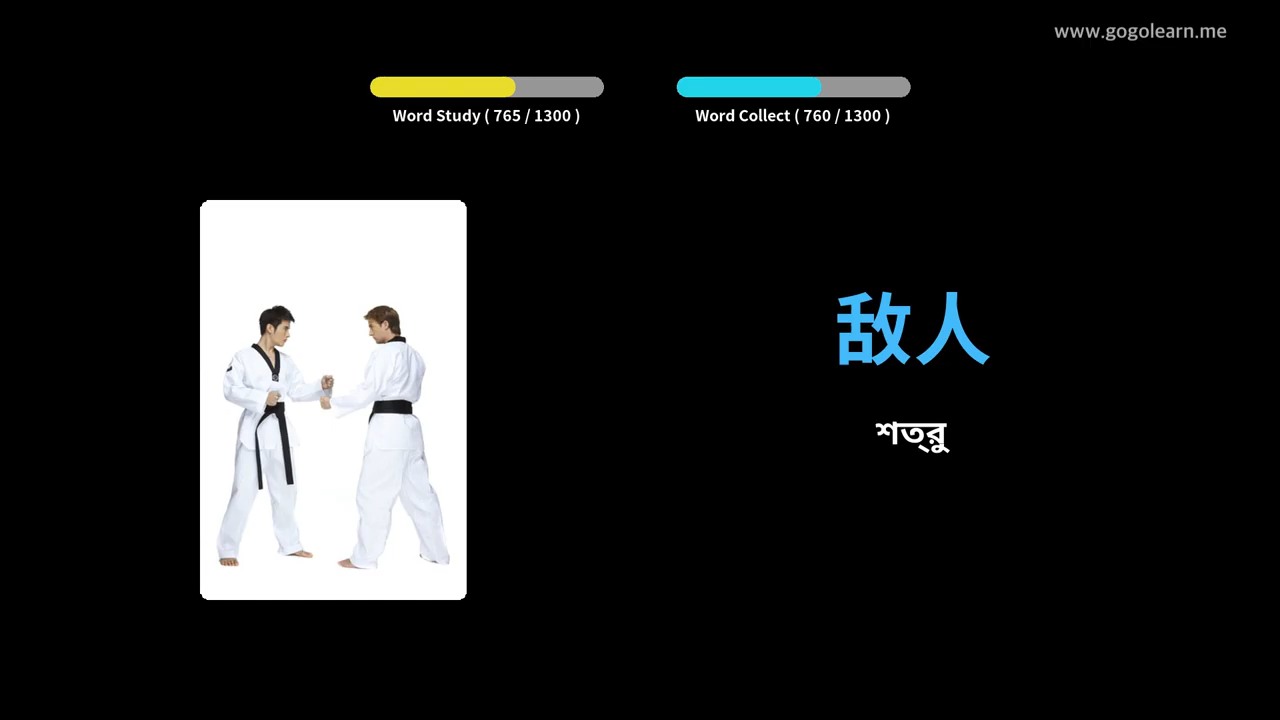 www.gogolearn.me
Word Study ( 765 / 1300 )
Word Collect ( 760 / 1300 )
敌人
শত্রু